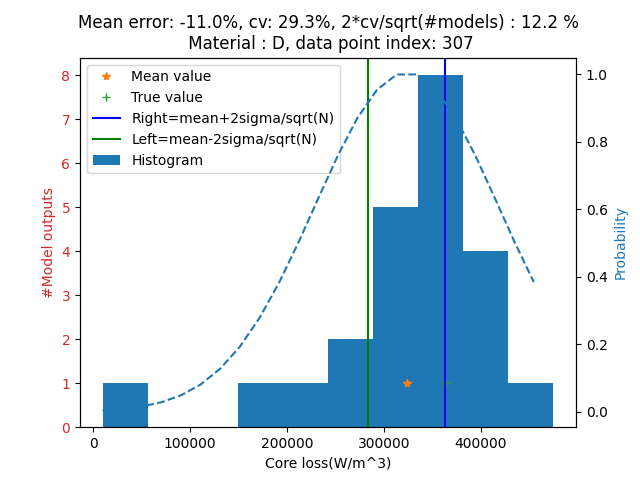 Mean error: -11.0%, cv: 29.3%, 2*cv/sqrt(#models) : 12.2 %
Material : D, data point index: 307
Mean value
True value
Right=mean+2sigma/sqrt(N)
Left=mean-2sigma/sqrt(N)
Histogram
#Model outputs
8
7
6
5
4
3
2
1
0
1.0
0.8
0.6
0.4
0.2
0.0
Probability
0 100000 200000 300000 400000
Core loss(W/m^3)